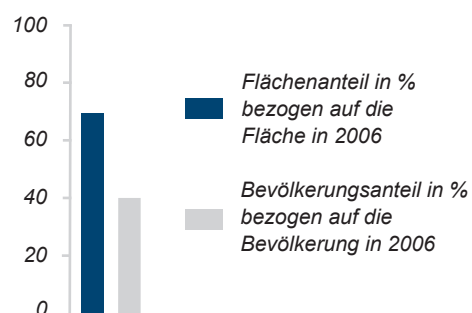 100
80
60
40
20
0
Flächenanteil in %
bezogen auf die
Fläche in 2006
Bevölkerungsanteil in %
bezogen auf die
Bevölkerung in 2006